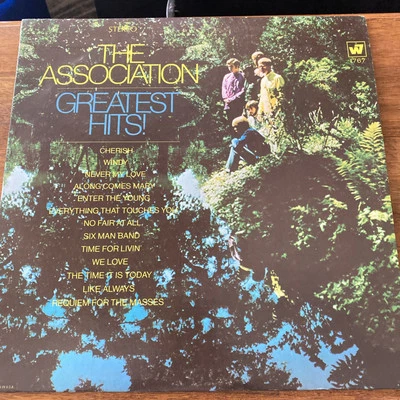 STEREO
THE
ASSOCIATION
GREATEST
HITS!
W7
1767
CHERISH
WINDY
NEVER MY LOVE
ALONG COMES MARY
ENTER THE YOUNG
EVERYTHING THAT TOUCHES YOU
NO FAIR AT ALL
SIX MAN BAND
TIME FOR LIVIN'
WE LOVE
THE TIME IT IS TODAY
LIKE ALWAYS
REQUIEM FOR THE MASSES